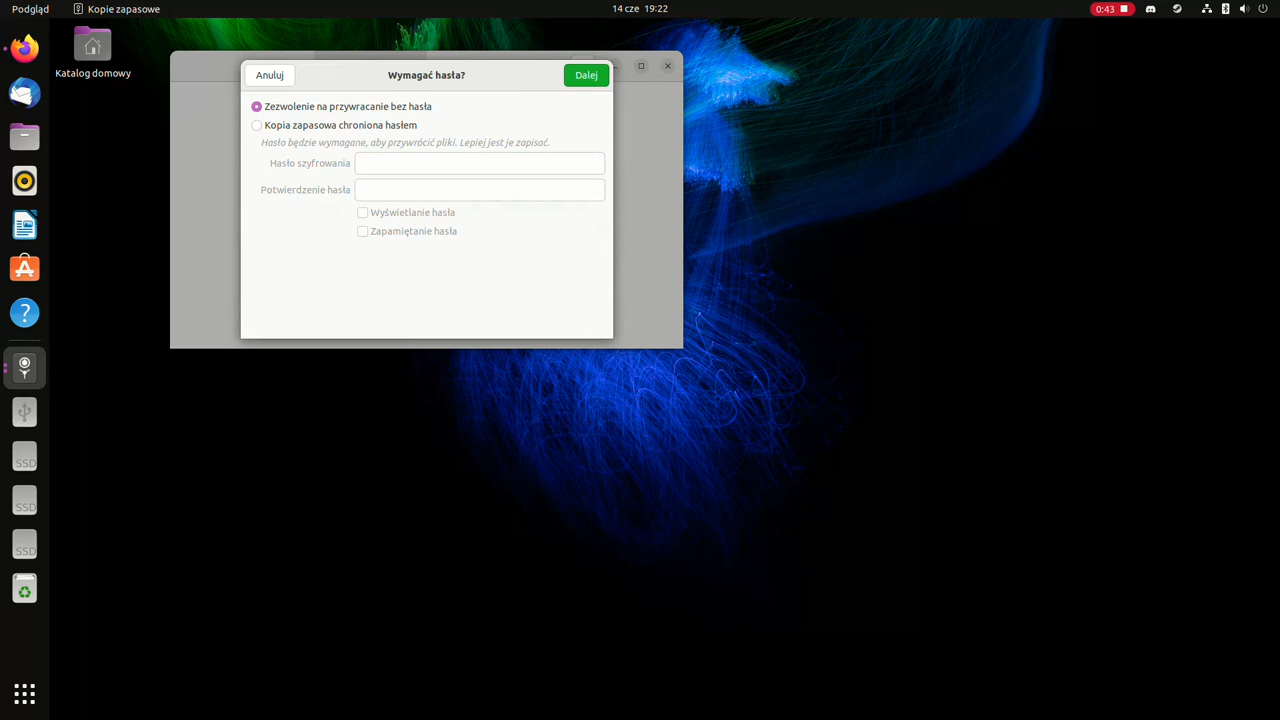 Podgląd
Kopie zapasowe
14 cze 19:22
0:43
Katalog domowy
Anuluj
Wymagać hasła?
Dalej
Zezwolenie na przywracanie bez hasła
Kopia zapasowa chroniona hasłem
Hasło będzie wymagane, aby przywrócić pliki. Lepiej jest je zapisać.
Hasło szyfrowania
Potwierdzenie hasła
Wyświetlanie hasła
Zapamiętanie hasła
?
SSD
SSD
SSD